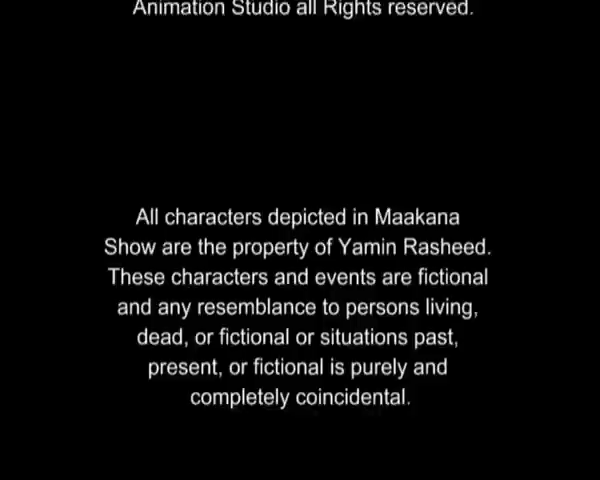 Animation Studio all Rights reserved.
All characters depicted in Maakana
Show are the property of Yamin Rasheed.
These characters and events are fictional
and any resemblance to persons living,
dead, or fictional or situations past,
present, or fictional is purely and
completely coincidental.